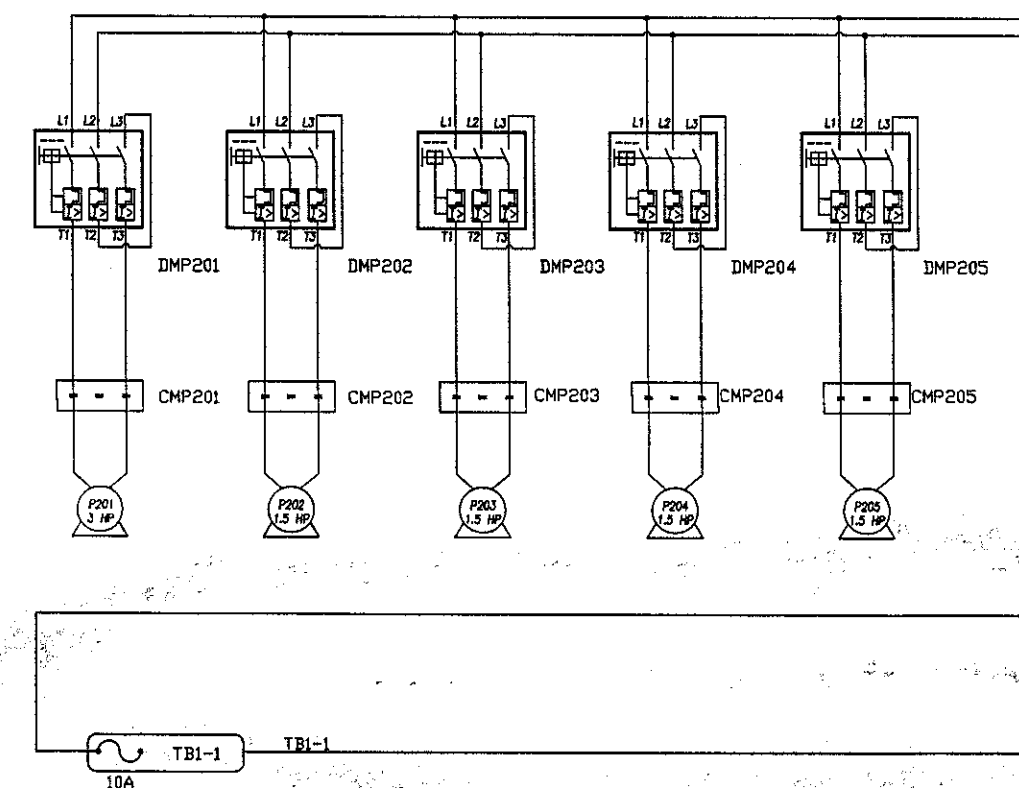 L1 L2 L3 L1 L2 L3 L1 L2 L3 L1 L2 L3 L1 L2 L3
T1 T2 T3 T1 T2 T3 T1 T2 T3 T1 T2 T3 T1 T2 T3
DMP201 DMP202 DMP203 DMP204 DMP205
CMP201 CMP202 CMP203 CMP204 CMP205
P201 P202 P203 P204 P205
3 HP 1.5 HP 1.5 HP 1.5 HP 1.5 HP
TB1-1 TB1-1
10A